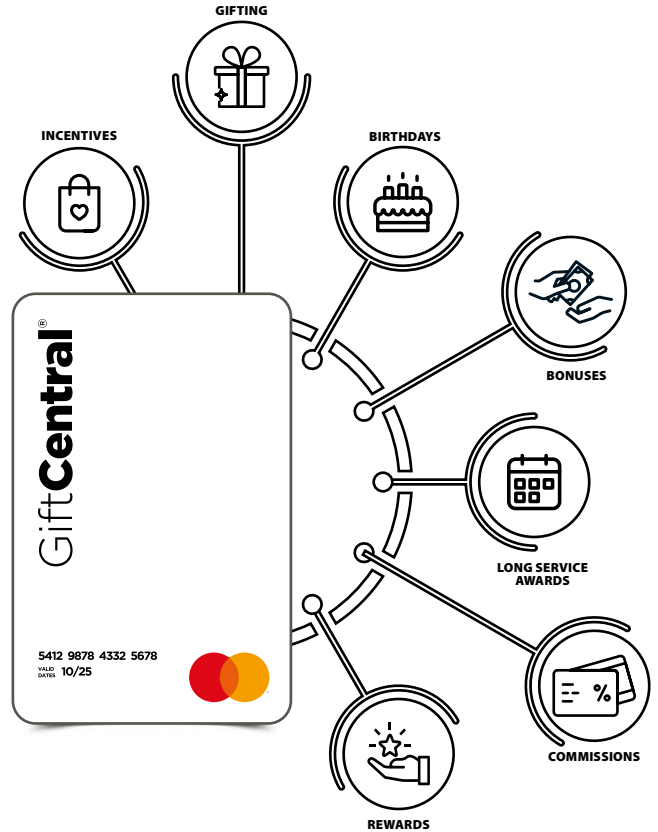 GIFTING
INCENTIVES
BIRTHDAYS
BONUSES
LONG SERVICE
AWARDS
COMMISSIONS
REWARDS
GiftCentral®
5412 9878 4332 5678
VALID
DATES 10/25
%